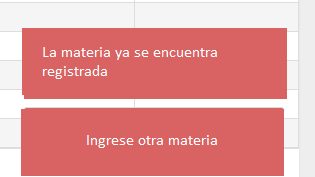 La materia ya se encuentra
registrada
Ingrese otra materia